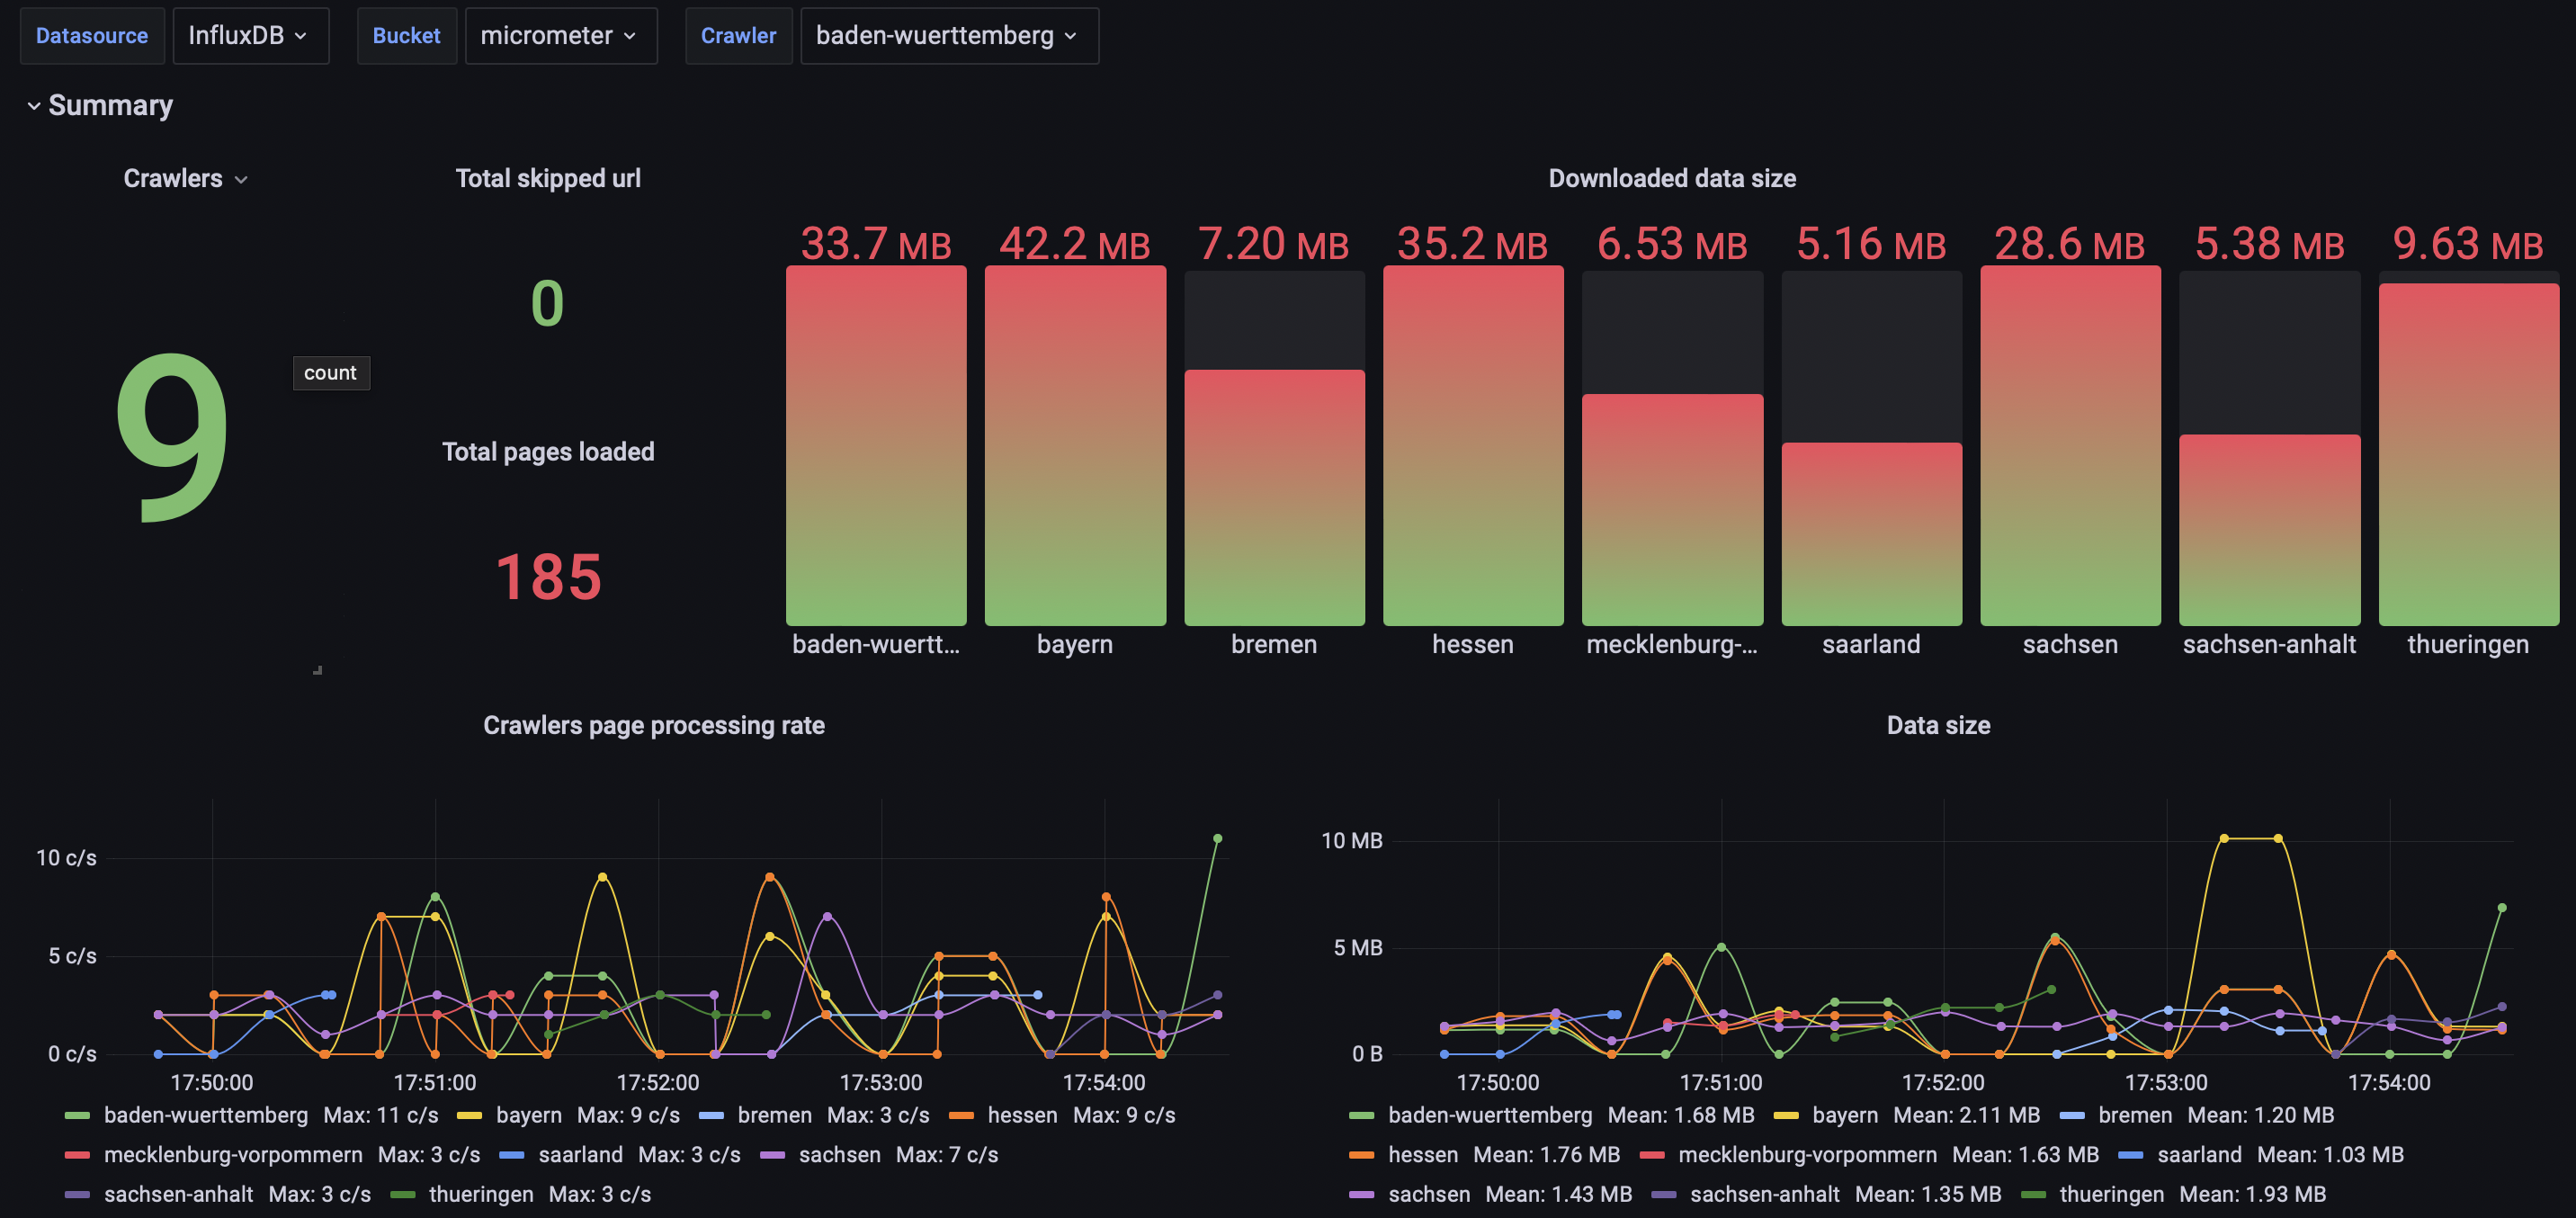 Datasource InfluxDB Bucket micrometer Crawler baden-wuerttemberg
Summary
Crawlers Total skipped url Downloaded data size
33.7 MB 42.2 MB 7.20 MB 35.2 MB 6.53 MB 5.16 MB 28.6 MB 5.38 MB 9.63 MB
0
9
count
Total pages loaded
185
baden-wuertt... bayern bremen hessen mecklenburg-... saarland sachsen sachsen-anhalt thueringen
Crawlers page processing rate
10 c/s
5 c/s
0 c/s
17:50:00 17:51:00 17:52:00 17:53:00 17:54:00
baden-wuerttemberg Max: 11 c/s bayern Max: 9 c/s bremen Max: 3 c/s hessen Max: 9 c/s
mecklenburg-vorpommern Max: 3 c/s saarland Max: 3 c/s sachsen Max: 7 c/s
sachsen-anhalt Max: 3 c/s thueringen Max: 3 c/s
Data size
10 MB
5 MB
0 B
17:50:00 17:51:00 17:52:00 17:53:00 17:54:00
baden-wuerttemberg Mean: 1.68 MB bayern Mean: 2.11 MB bremen Mean: 1.20 MB
hessen Mean: 1.76 MB mecklenburg-vorpommern Mean: 1.63 MB saarland Mean: 1.03 MB
sachsen Mean: 1.43 MB sachsen-anhalt Mean: 1.35 MB thueringen Mean: 1.93 MB